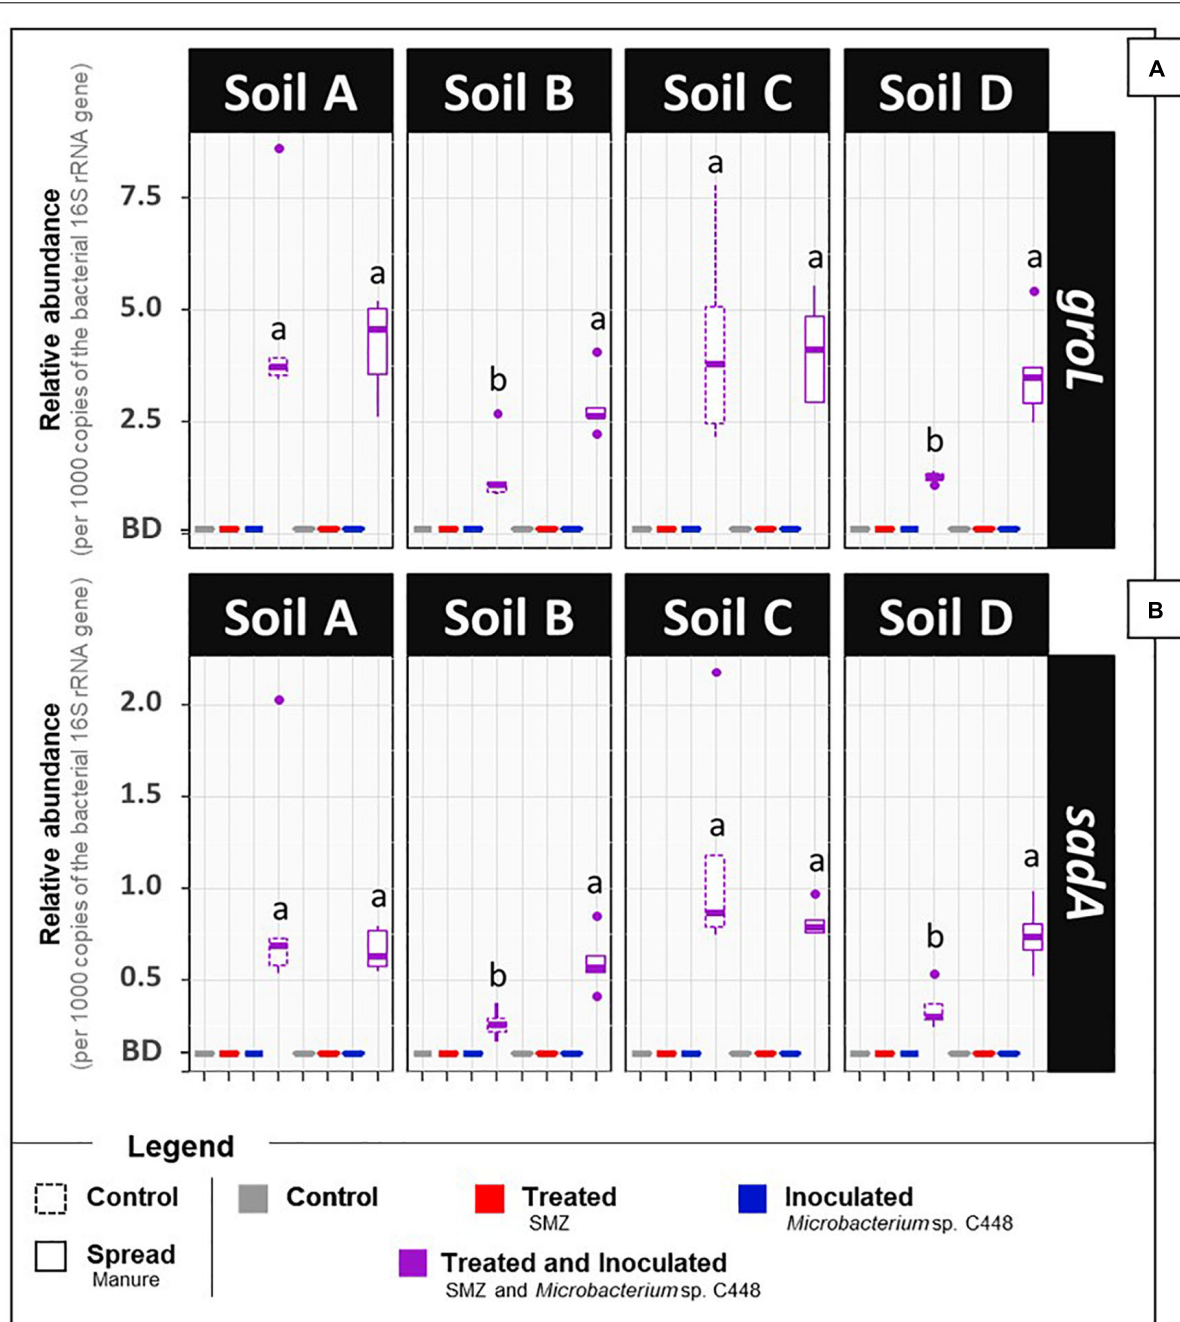 A
Soil A Soil B Soil C Soil D
Relative abundance
(per 1000 copies of the bacterial 16S rRNA gene)
7.5
5.0
2.5
BD
a
a
b
a
a
a
b
a
groL
B
Soil A Soil B Soil C Soil D
Relative abundance
(per 1000 copies of the bacterial 16S rRNA gene)
2.0
1.5
1.0
0.5
BD
a
a
b
a
a
a
b
a
sadA
Legend
Control
Control
Treated
SMZ
Inoculated
Microbacterium sp. C448
Spread
Manure
Treated and Inoculated
SMZ and Microbacterium sp. C448